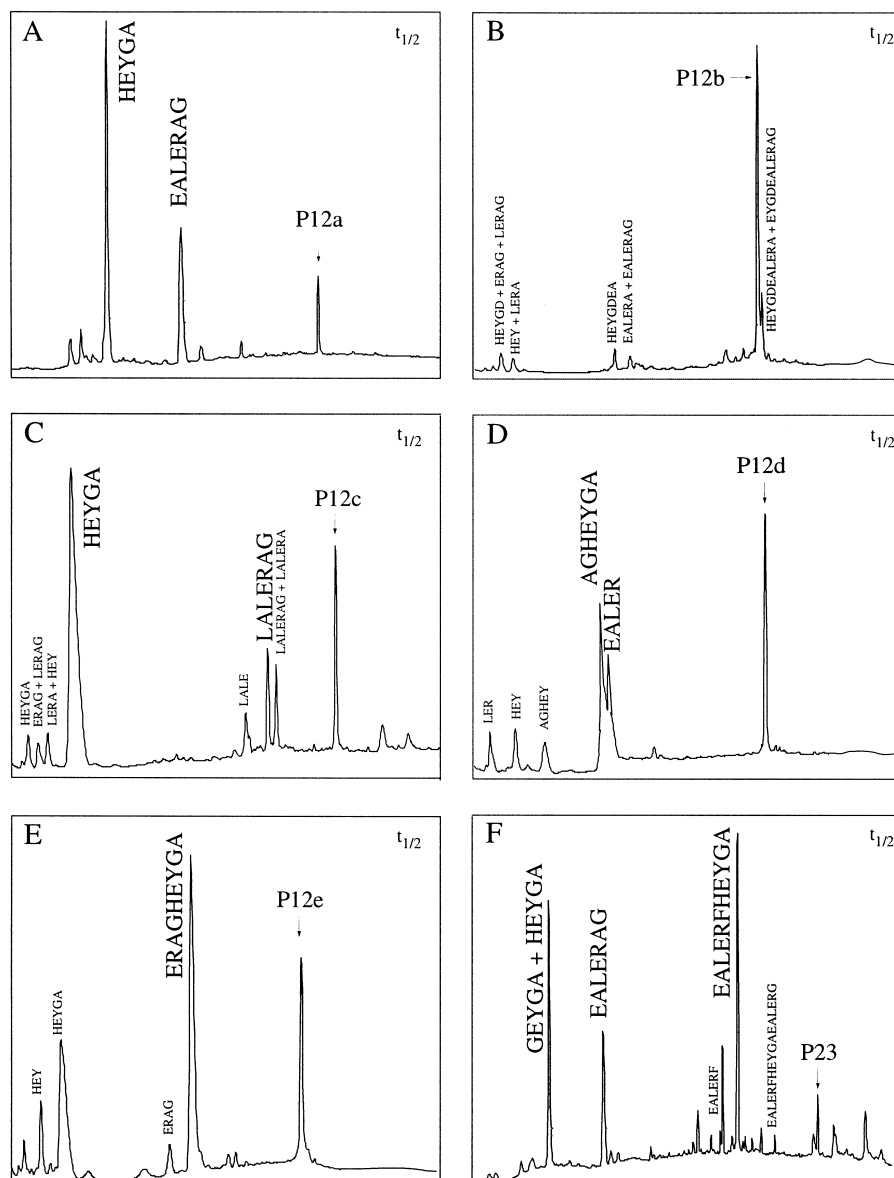 A
t1/2
HEYGA
EALERAG
P12a
B
t1/2
P12b
HEYGD + ERAG + LERAG
HEY + LERA
HEYGDEA
EALERA + EALERAG
HEYGDEALERA + EYGDEALERAG
C
t1/2
HEYGA
ERAG + LERAG
LERA + HEY
HEYGA
LALE
LALERAG
LALERAG + LALERA
P12c
D
t1/2
LER
HEY
AGHEY
AGHEYGA
EALER
P12d
E
t1/2
HEY
HEYGA
ERAG
ERAGHEYGA
P12e
F
t1/2
GEYGA + HEYGA
EALERAG
EALERF
EALERFHEYGA
EALERFHEYGAEALERG
P23